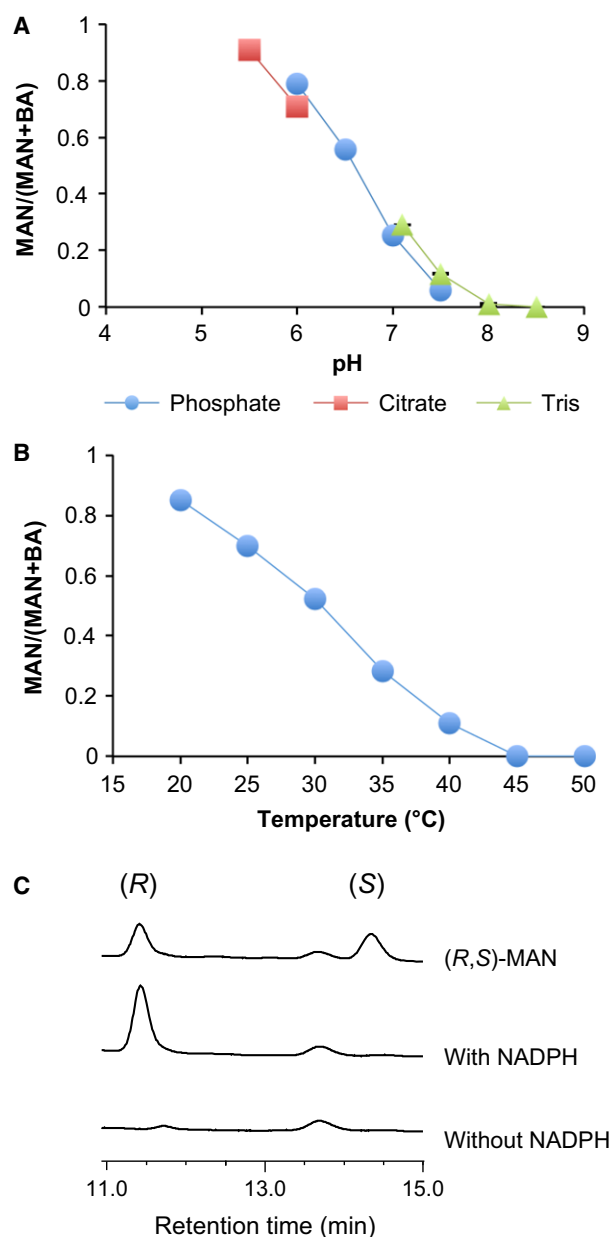 A
MAN/(MAN+BA)
1
0.8
0.6
0.4
0.2
0
4 5 6 7 8 9
pH
Phosphate Citrate Tris
B
MAN/(MAN+BA)
1
0.8
0.6
0.4
0.2
0
15 20 25 30 35 40 45 50
Temperature (°C)
C
(R) (S)
(R,S)-MAN
With NADPH
Without NADPH
11.0 13.0 15.0
Retention time (min)